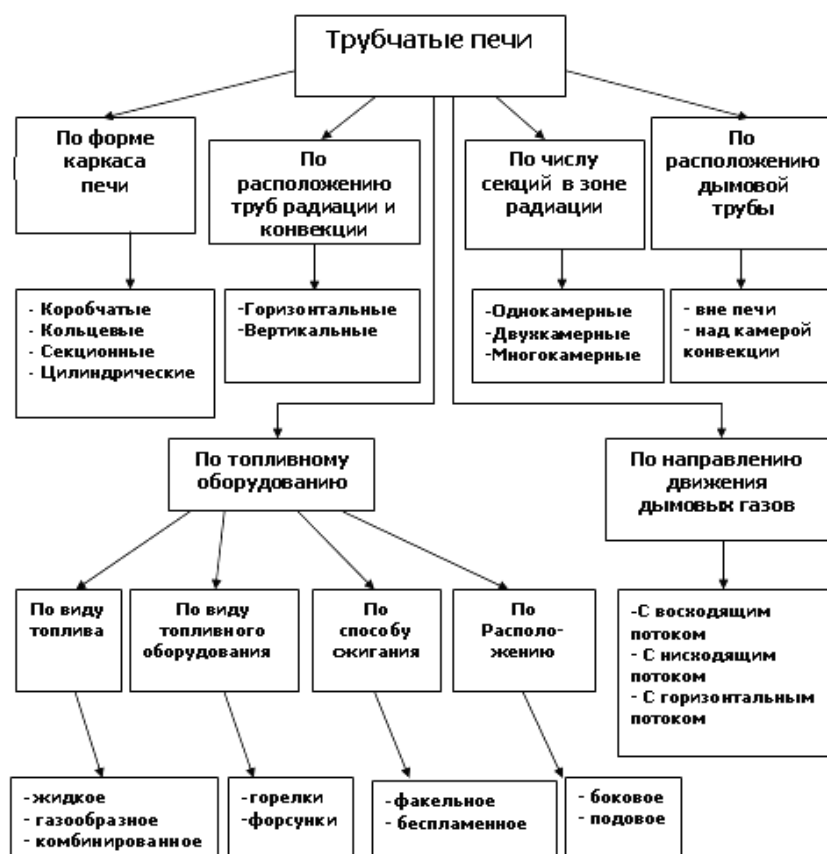 Трубчатые печи
По форме
каркаса
печи
По
расположению
труб радиации и
конвекции
По числу
секций в зоне
радиации
По
расположению
дымовой
трубы
- Коробчатые
- Кольцевые
- Секционные
- Цилиндрические
-Горизонтальные
-Вертикальные
-Однокамерные
-Двухкамерные
-Многокамерные
- вне печи
- над камерой
конвекции
По топливному
оборудованию
По направлению
движения
дымовых газов
По виду
топлива
По виду
топливного
оборудования
По
способу
сжигания
По
Располо-
жению
-С восходящим
потоком
- С нисходящим
потоком
- С горизонтальным
потоком
-жидкое
- газообразное
- комбинированное
-горелки
-форсунки
-факельное
- беспламенное
- боковое
- подовое